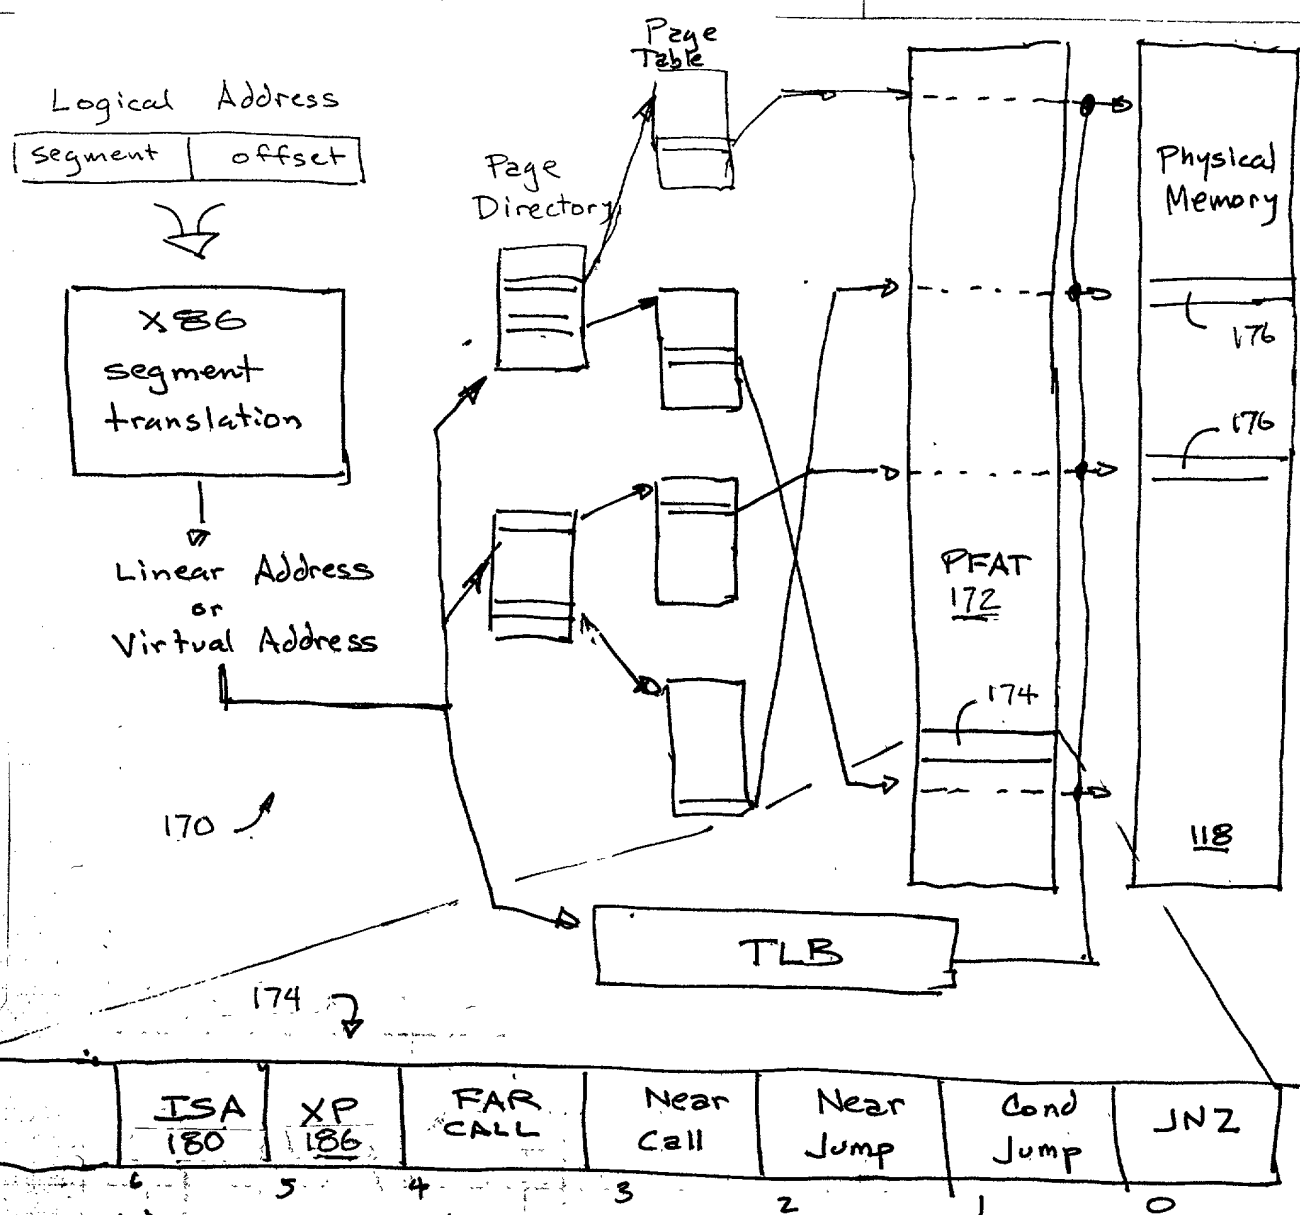 Page
Table
Logical Address
segment offset
Page
Directory
Physical
Memory
X86
segment
translation
176
176
Linear Address
or
Virtual Address
PFAT
172
174
170
118
TLB
174
ISA
180
XP
186
FAR
CALL
Near
Call
Near
Jump
Cond
Jump
JNZ
6 5 4 3 2 1 0